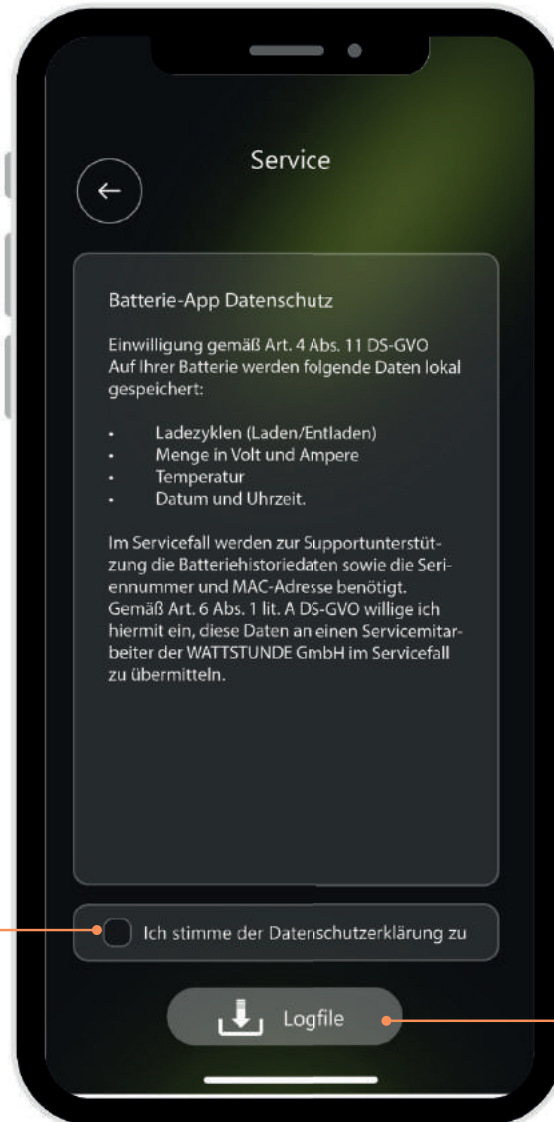 Service
Batterie-App Datenschutz
Einwilligung gemäß Art. 4 Abs. 11 DS-GVO
Auf Ihrer Batterie werden folgende Daten lokal
gespeichert:
• Ladezyklen (Laden/Entladen)
• Menge in Volt und Ampere
• Temperatur
• Datum und Uhrzeit.
Im Servicefall werden zur Supportunterstüt-
zung die Batteriehistoriedaten sowie die Seri-
ennummer und MAC-Adresse benötigt.
Gemäß Art. 6 Abs. 1 lit. A DS-GVO willige ich
hiermit ein, diese Daten an einen Servicemitar-
beiter der WATTSTUNDE GmbH im Servicefall
zu übermitteln.
Ich stimme der Datenschutzerklärung zu
Logfile